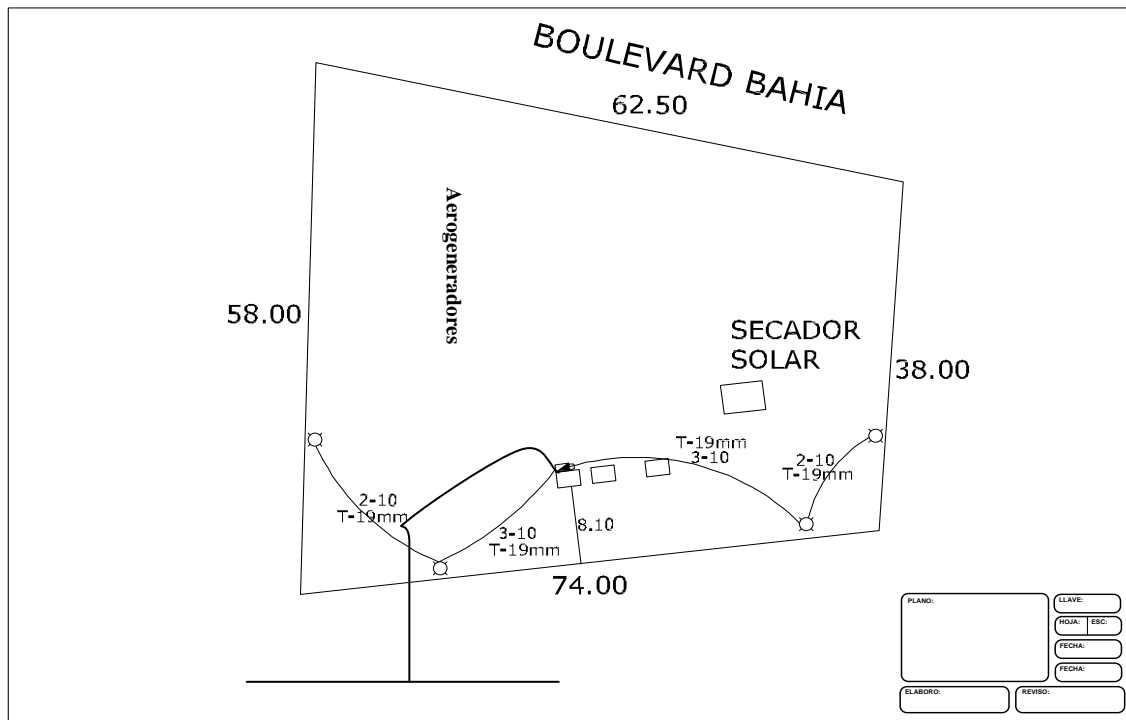 BOULEVARD BAHIA
62.50
Aerogeneradores
58.00
SECADOR
SOLAR
38.00
T-19mm
3-10
2-10
T-19mm
2-10
T-19mm
3-10
T-19mm
8.10
74.00
PLANO:
LLAVE:
HOJA:
ESC:
FECHA:
FECHA:
ELABORO:
REVISO: